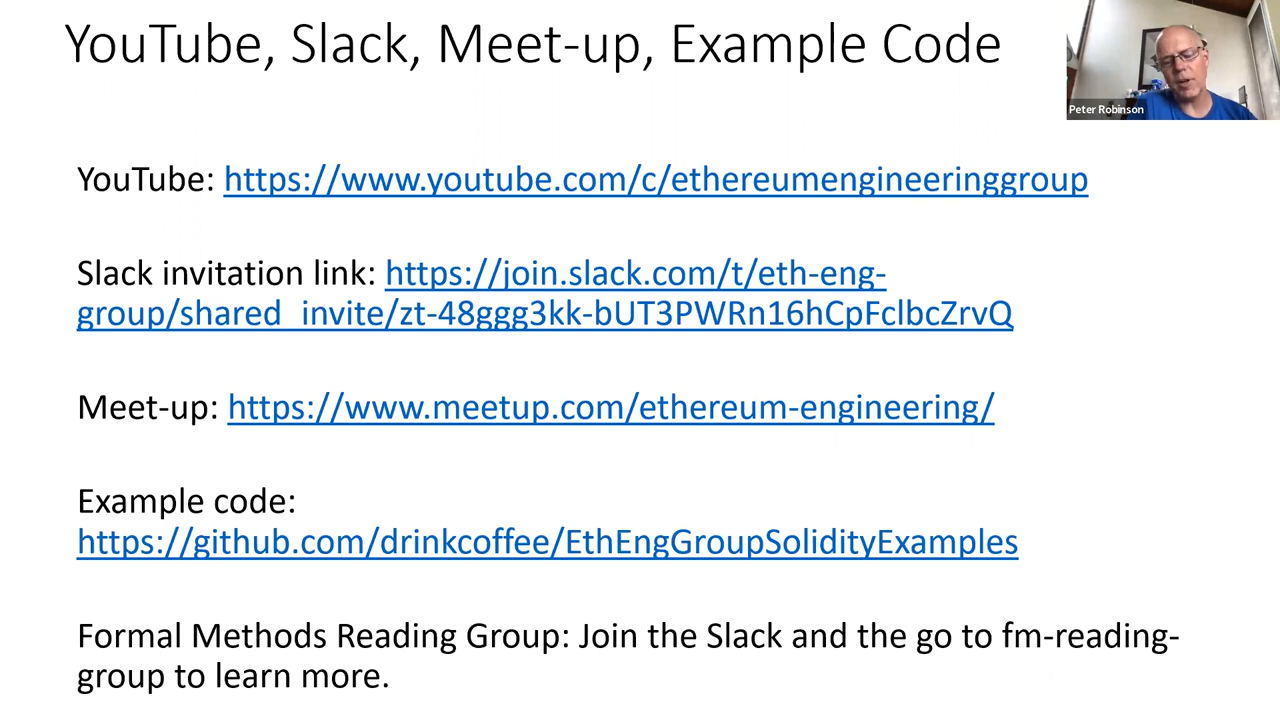 YouTube, Slack, Meet-up, Example Code
Peter Robinson
YouTube: https://www.youtube.com/c/ethereumengineeringgroup
Slack invitation link: https://join.slack.com/t/eth-eng-
group/shared_invite/zt-48ggg3kk-bUT3PWRn16hCpFclbcZrvQ
Meet-up: https://www.meetup.com/ethereum-engineering/
Example code:
https://github.com/drinkcoffee/EthEngGroupSolidityExamples
Formal Methods Reading Group: Join the Slack and the go to fm-reading-
group to learn more.